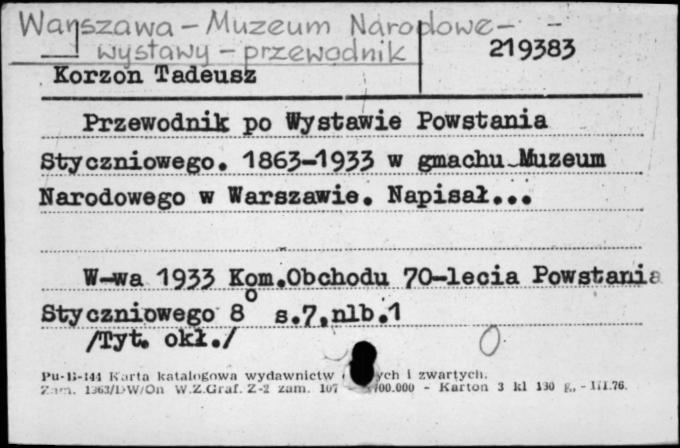 Warszawa – Muzeum Narodowe –
wystawy – przewodnik
219383
Korzon Tadeusz
Przewodnik po Wystawie Powstania
Styczniowego. 1863-1933 w gmachu Muzeum
Narodowego w Warszawie. Napisał...
W-wa 1933 Kom.Obchodu 70-lecia Powstania
Styczniowego 8° s.7,nlb.1
/Tyt. okł./
Pu-B-144 Karta katalogowa wydawnictw ych i zwartych.
Zam. 1363/DW/On W.Z.Graf. Z-2 zam. 107 00.000 - Karton 3 kl 190 g, - III.76.